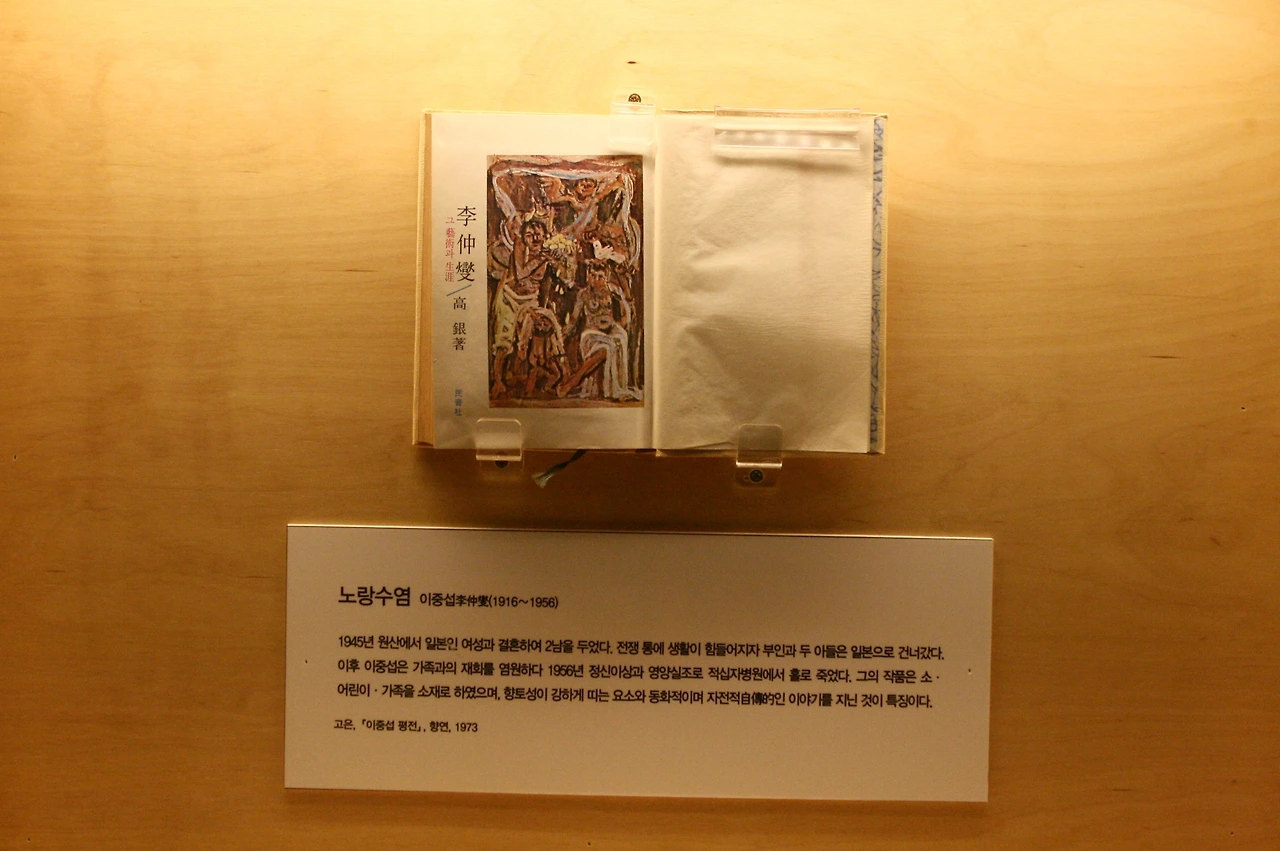 李仲燮/高銀著
그 藝術과 生涯
民音社
노랑수염 이중섭李仲燮(1916~1956)
1945년 원산에서 일본인 여성과 결혼하여 2남을 두었다. 전쟁 통에 생활이 힘들어지자 부인과 두 아들은 일본으로 건너갔다.
이후 이중섭은 가족과의 재회를 염원하다 1956년 정신이상과 영양실조로 적십자병원에서 홀로 죽었다. 그의 작품은 소 ·
어린이 · 가족을 소재로 하였으며, 향토성이 강하게 띠는 요소와 동화적이며 자전적自傳的인 이야기를 지닌 것이 특징이다.
고은, 『이중섭 평전』, 향연, 1973